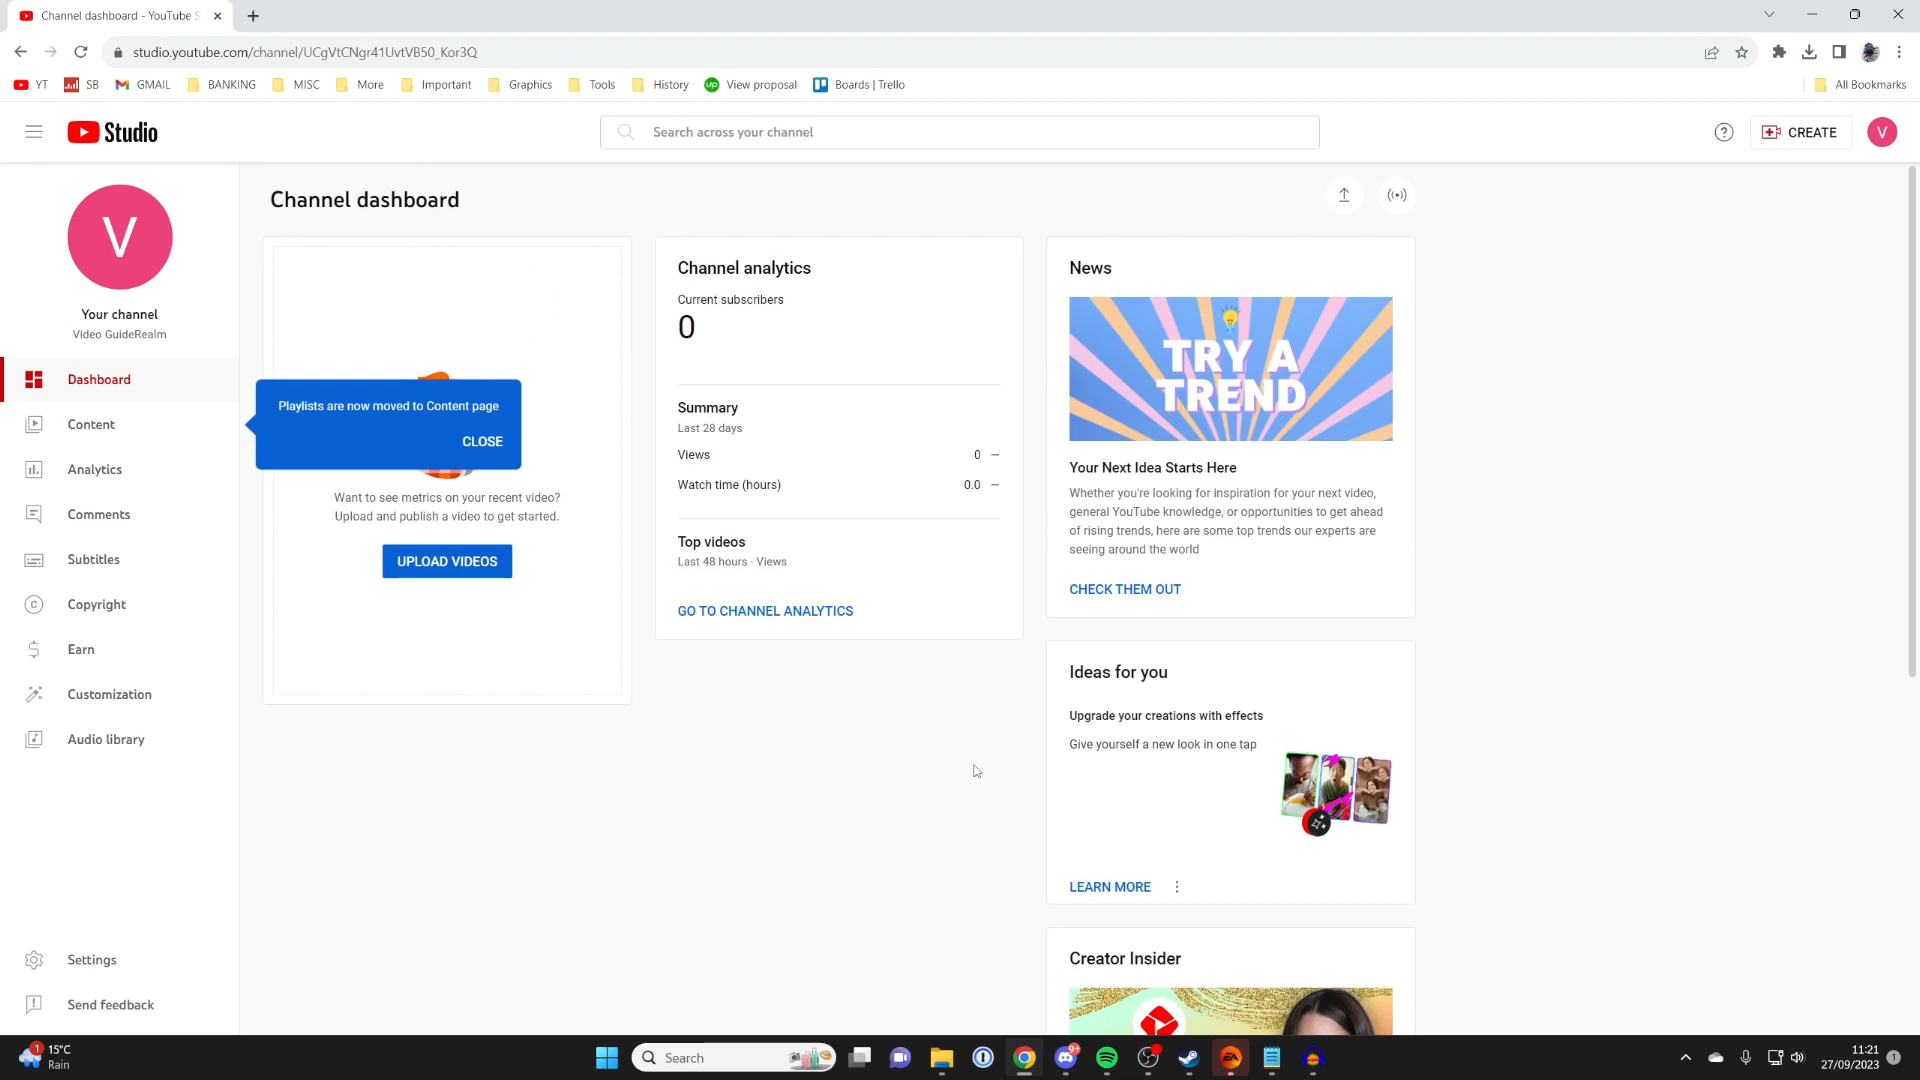 Channel dashboard - YouTube S
studio.youtube.com/channel/UCgVtCNgr41UvtVB50_Kor3Q
YT
SB
GMAIL
BANKING
MISC
More
Important
Graphics
Tools
History
up
View proposal
Boards | Trello
All Bookmarks
Studio
Search across your channel
?
CREATE
V
V
Your channel
Video GuideRealm
Dashboard
Content
Analytics
Comments
Subtitles
Copyright
Earn
Customization
Audio library
Settings
Send feedback
Channel dashboard
Playlists are now moved to Content page
CLOSE
Want to see metrics on your recent video?
Upload and publish a video to get started.
UPLOAD VIDEOS
Channel analytics
Current subscribers
0
Summary
Last 28 days
Views 0 —
Watch time (hours) 0.0 —
Top videos
Last 48 hours · Views
GO TO CHANNEL ANALYTICS
News
TRY A
TREND
Your Next Idea Starts Here
Whether you're looking for inspiration for your next video,
general YouTube knowledge, or opportunities to get ahead
of rising trends, here are some top trends our experts are
seeing around the world
CHECK THEM OUT
Ideas for you
Upgrade your creations with effects
Give yourself a new look in one tap
LEARN MORE
Creator Insider
1
15°C
Rain
Search
9+
EA
11:21
27/09/2023
1